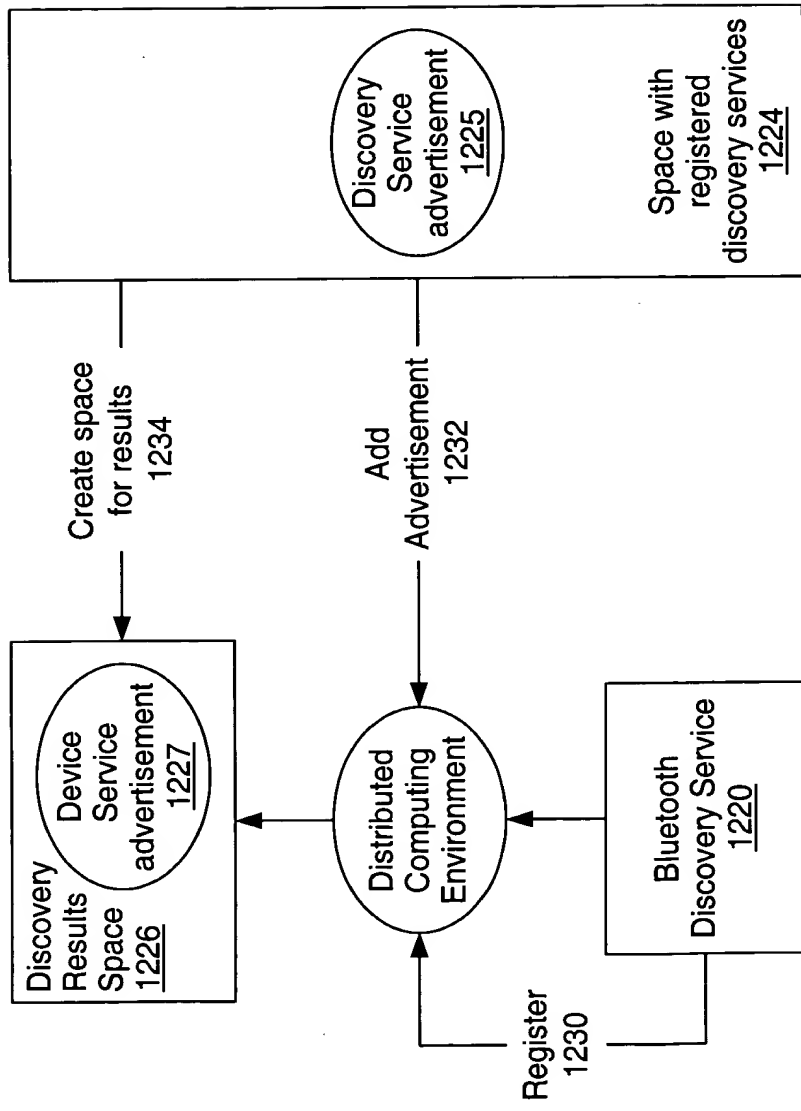 Discovery
Results
Space
1226
Device
Service
advertisement
1227
Create space
for results
1234
Discovery
Service
advertisement
1225
Space with
registered
discovery services
1224
Add
Advertisement
1232
Distributed
Computing
Environment
Register
1230
Bluetooth
Discovery Service
1220